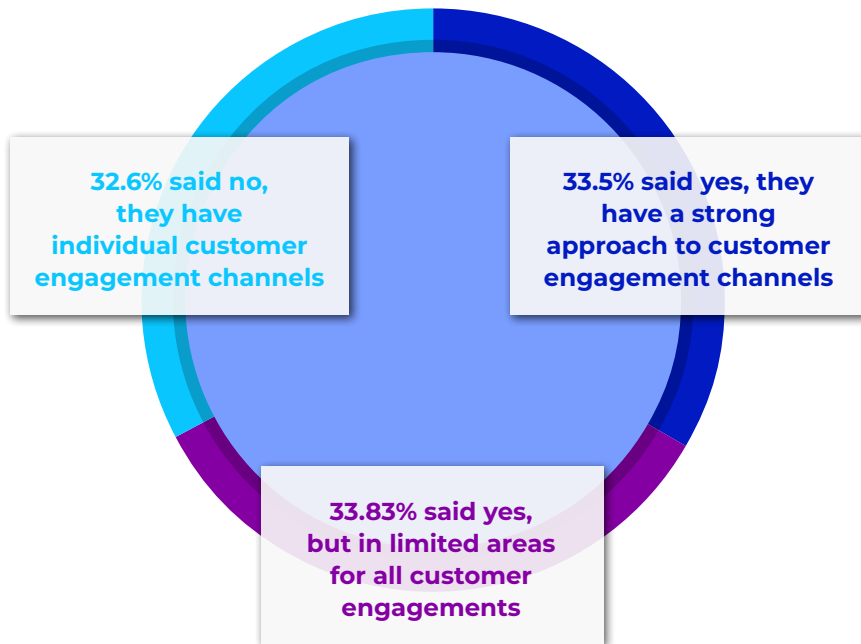 32.6% said no,
they have
individual customer
engagement channels
33.5% said yes, they
have a strong
approach to customer
engagement channels
33.83% said yes,
but in limited areas
for all customer
engagements